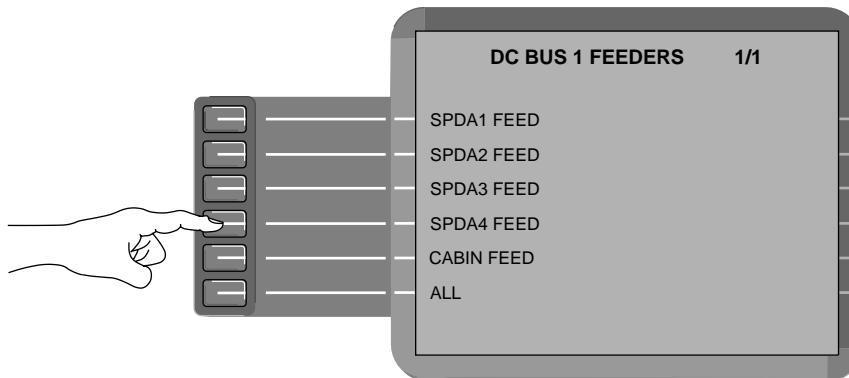 DC BUS 1 FEEDERS 1/1
SPDA1 FEED
SPDA2 FEED
SPDA3 FEED
SPDA4 FEED
CABIN FEED
ALL